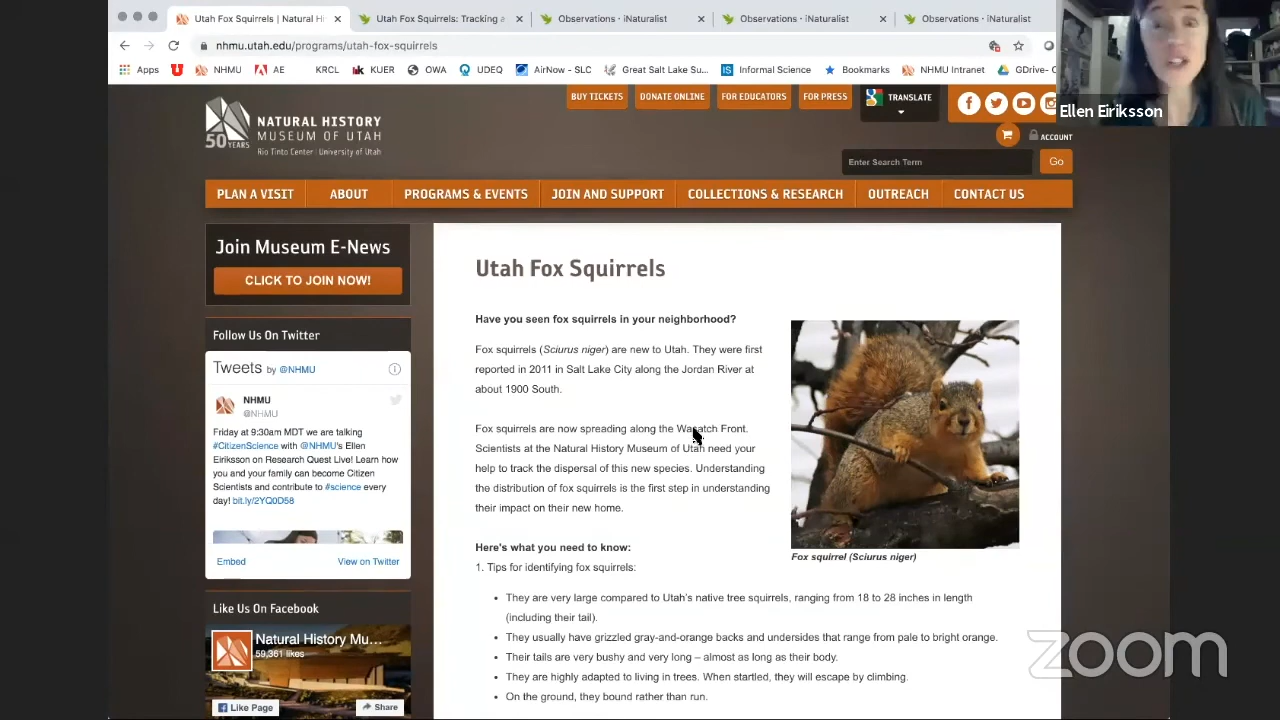 Utah Fox Squirrels | Natural Hi
Utah Fox Squirrels: Tracking a
Observations · iNaturalist
Observations · iNaturalist
Observations · iNaturalist
nhmu.utah.edu/programs/utah-fox-squirrels
Apps NHMU AE KRCL KUER OWA UDEQ AirNow - SLC Great Salt Lake Su... Informal Science Bookmarks NHMU Intranet GDrive- C
Ellen Eiriksson
BUY TICKETS DONATE ONLINE FOR EDUCATORS FOR PRESS TRANSLATE
50 YEARS
NATURAL HISTORY
MUSEUM OF UTAH
Rio Tinto Center | University of Utah
ACCOUNT
Enter Search Term Go
PLAN A VISIT ABOUT PROGRAMS & EVENTS JOIN AND SUPPORT COLLECTIONS & RESEARCH OUTREACH CONTACT US
Join Museum E-News
CLICK TO JOIN NOW!
Follow Us On Twitter
Tweets by @NHMU
NHMU
@NHMU
Friday at 9:30am MDT we are talking
#CitizenScience with @NHMU's Ellen
Eiriksson on Research Quest Live! Learn how
you and your family can become Citizen
Scientists and contribute to #science every
day! bit.ly/2YQ0D58
Embed View on Twitter
Like Us On Facebook
Natural History Mu...
59,361 likes
Like Page Share
Utah Fox Squirrels
Have you seen fox squirrels in your neighborhood?
Fox squirrels (Sciurus niger) are new to Utah. They were first
reported in 2011 in Salt Lake City along the Jordan River at
about 1900 South.
Fox squirrels are now spreading along the Wasatch Front.
Scientists at the Natural History Museum of Utah need your
help to track the dispersal of this new species. Understanding
the distribution of fox squirrels is the first step in understanding
their impact on their new home.
Fox squirrel (Sciurus niger)
Here's what you need to know:
1. Tips for identifying fox squirrels:
• They are very large compared to Utah's native tree squirrels, ranging from 18 to 28 inches in length
(including their tail).
• They usually have grizzled gray-and-orange backs and undersides that range from pale to bright orange.
• Their tails are very bushy and very long – almost as long as their body.
• They are highly adapted to living in trees. When startled, they will escape by climbing.
• On the ground, they bound rather than run.
zoom